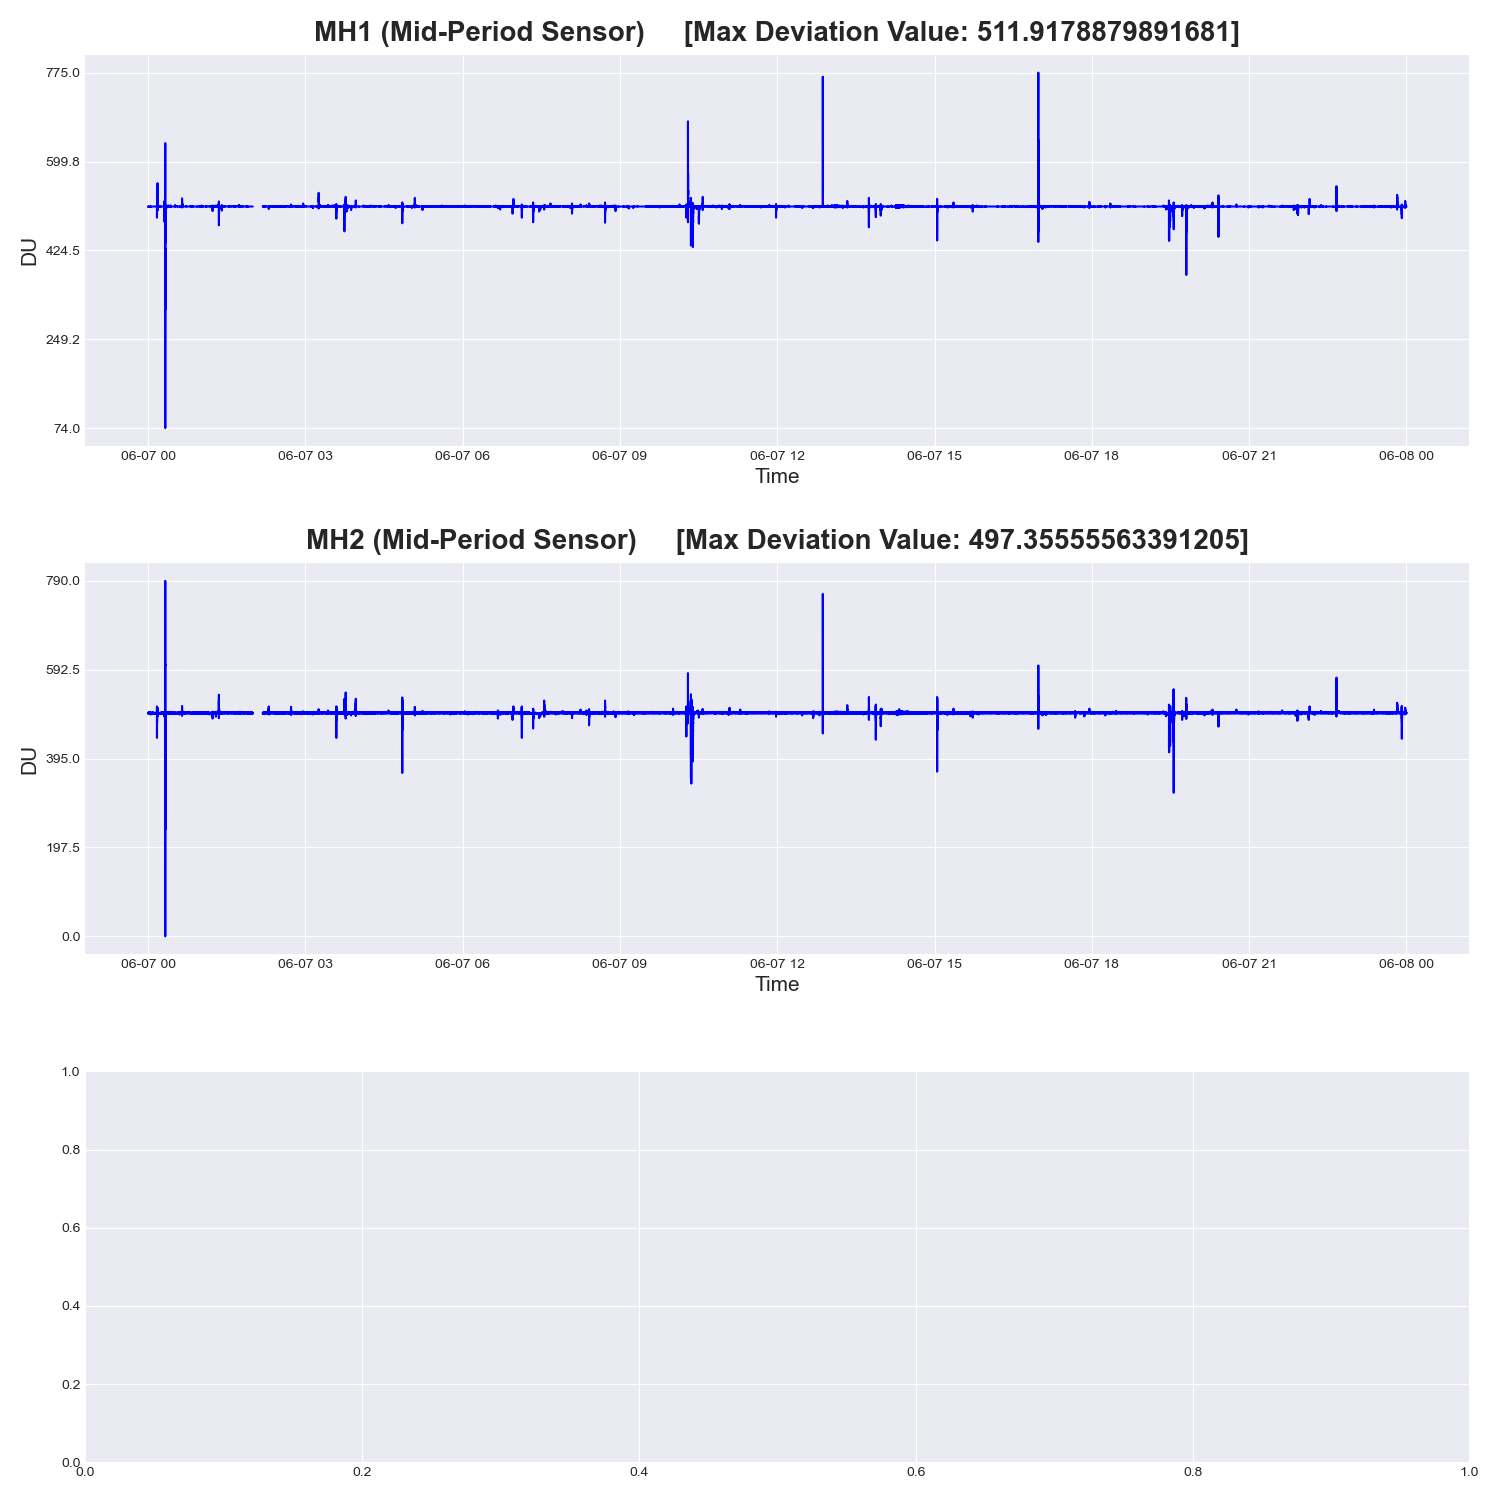 MH1 (Mid-Period Sensor) [Max Deviation Value: 511.9178879891681]
775.0
599.8
424.5
249.2
74.0
DU
06-07 00 06-07 03 06-07 06 06-07 09 06-07 12 06-07 15 06-07 18 06-07 21 06-08 00
Time
MH2 (Mid-Period Sensor) [Max Deviation Value: 497.35555563391205]
790.0
592.5
395.0
197.5
0.0
DU
06-07 00 06-07 03 06-07 06 06-07 09 06-07 12 06-07 15 06-07 18 06-07 21 06-08 00
Time
1.0
0.8
0.6
0.4
0.2
0.0
0.0 0.2 0.4 0.6 0.8 1.0